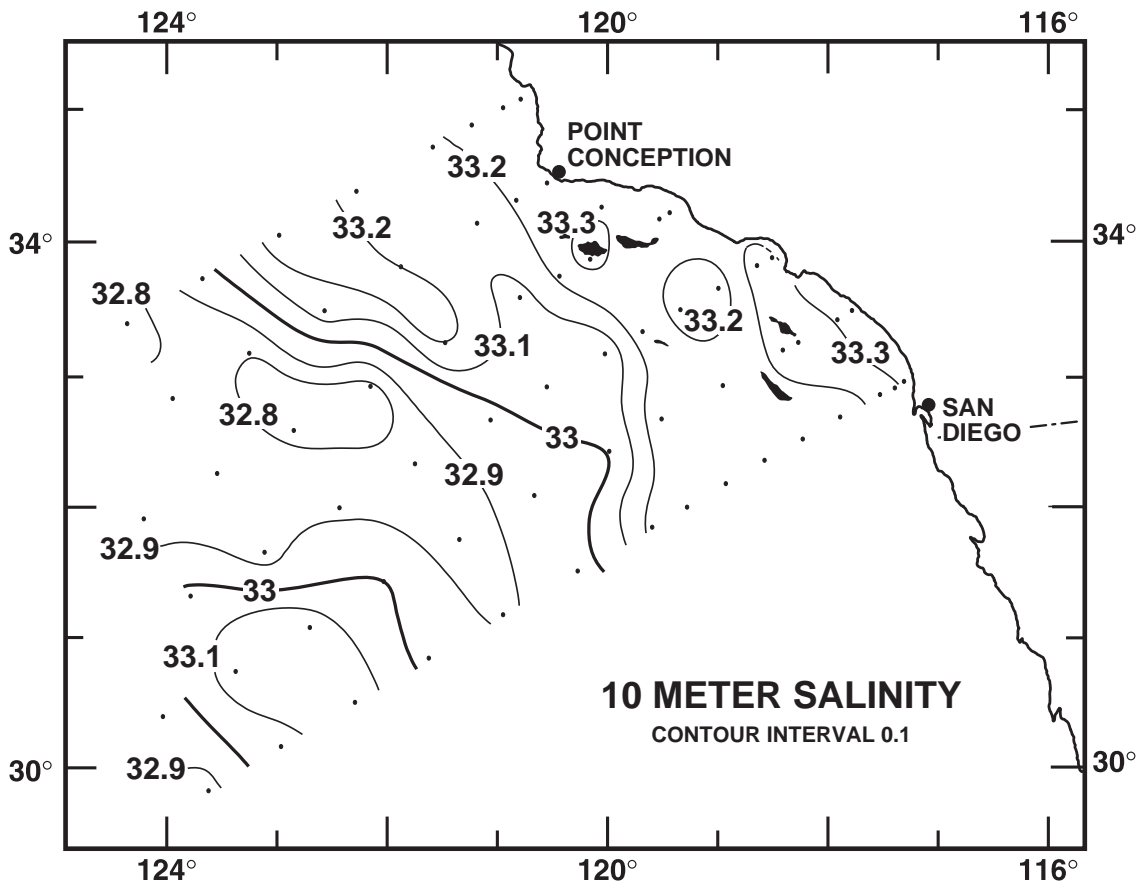 124° 120° 116°
POINT
CONCEPTION
33.2
33.3
33.2
34° 34°
32.8
33.2
33.1
33.3
32.8
SAN
DIEGO
33
32.9
32.9
33
33.1
10 METER SALINITY
CONTOUR INTERVAL 0.1
32.9
30° 30°
124° 120° 116°